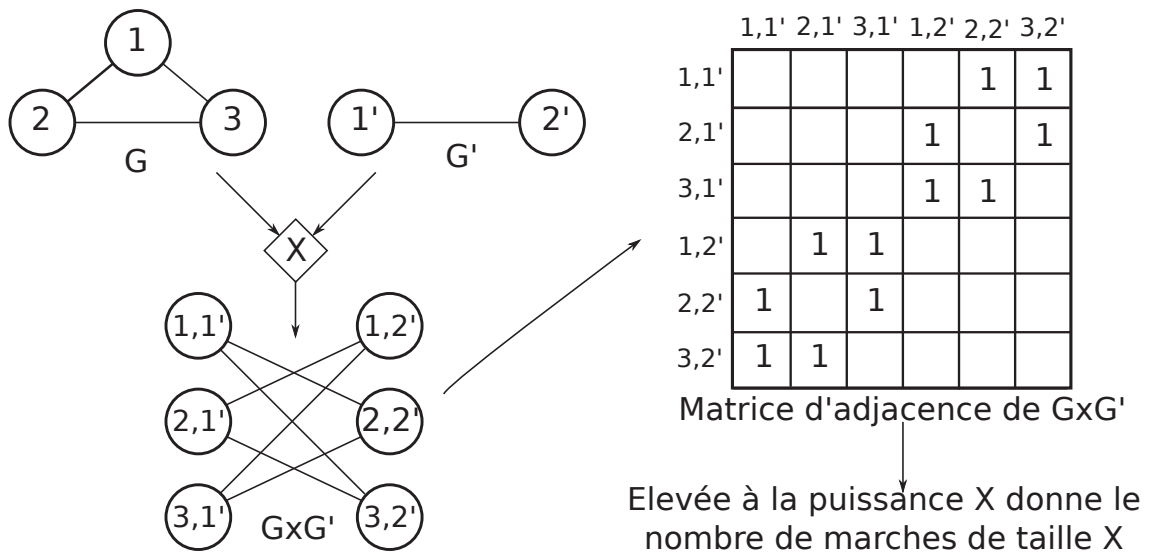 1
2
3
G
1'
2'
G'
X
1,1'
1,2'
2,1'
2,2'
3,1'
3,2'
GxG'
1,1' 2,1' 3,1' 1,2' 2,2' 3,2'
1,1' 1 1
2,1' 1 1
3,1' 1 1
1,2' 1 1
2,2' 1 1
3,2' 1 1
Matrice d'adjacence de GxG'
Elevée à la puissance X donne le
nombre de marches de taille X